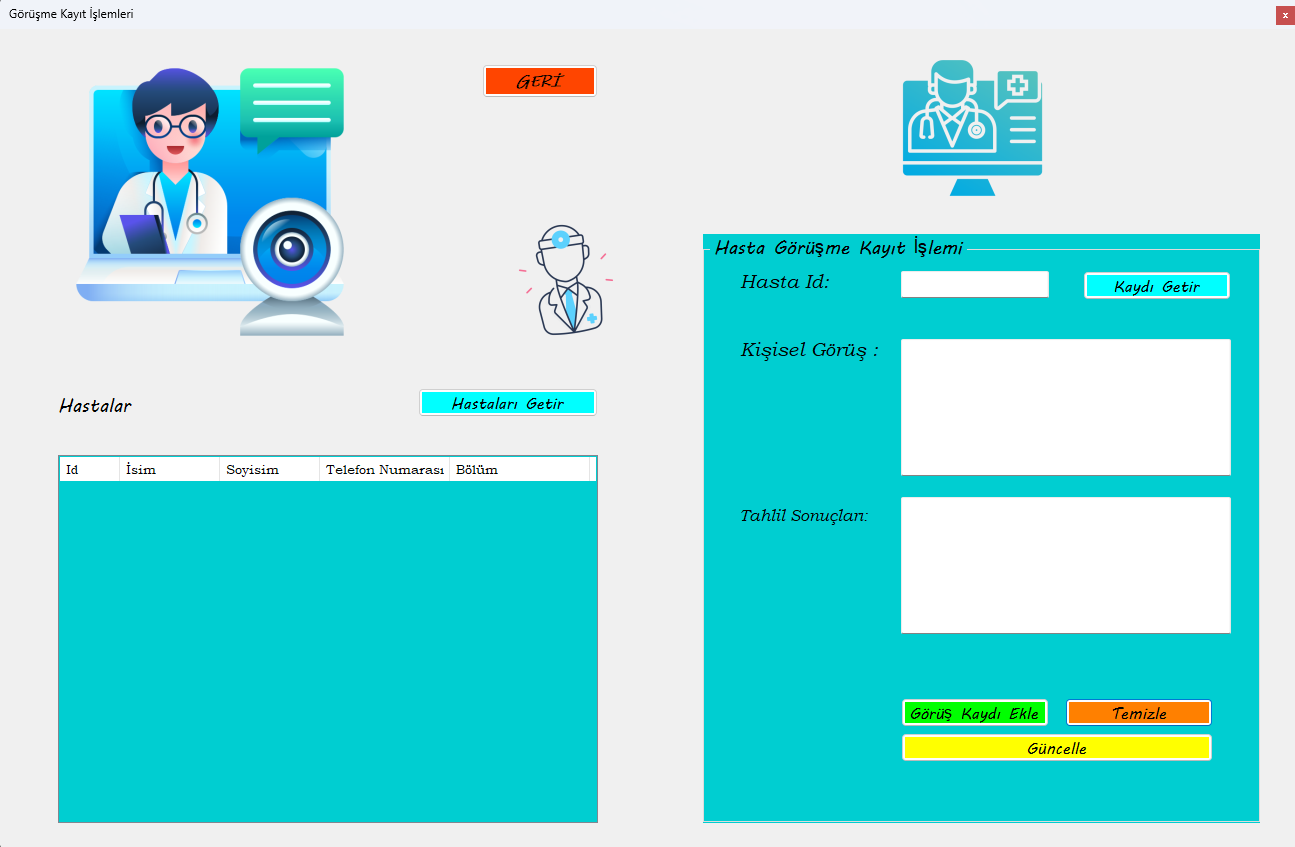 Görüşme Kayıt İşlemleri
x
GERİ
Hastalar
Hastaları Getir
Id İsim Soyisim Telefon Numarası Bölüm
Hasta Görüşme Kayıt İşlemi
Hasta Id:
Kaydı Getir
Kişisel Görüş :
Tahlil Sonuçları:
Görüş Kaydı Ekle
Temizle
Güncelle